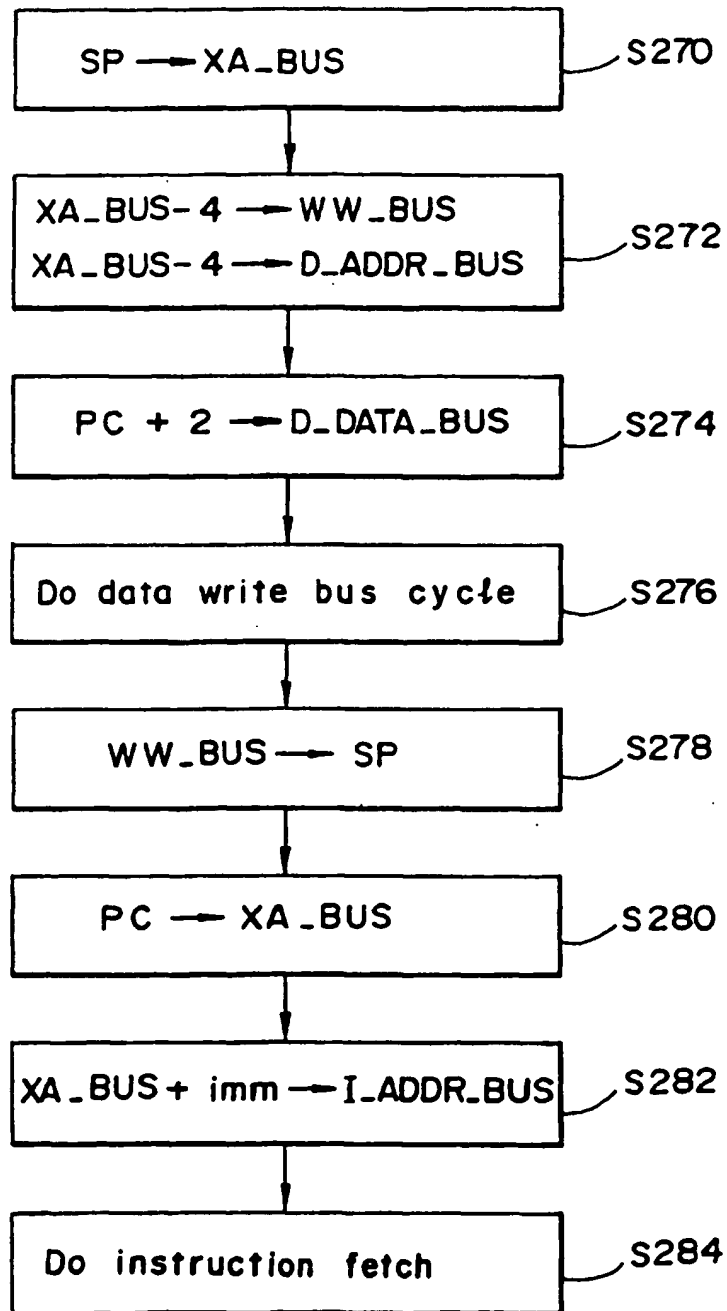 SP → XA_BUS
S270
XA_BUS-4 → WW_BUS
XA_BUS-4 → D_ADDR_BUS
S272
PC + 2 → D_DATA_BUS
S274
Do data write bus cycle
S276
WW_BUS → SP
S278
PC → XA_BUS
S280
XA_BUS + imm → I_ADDR_BUS
S282
Do instruction fetch
S284